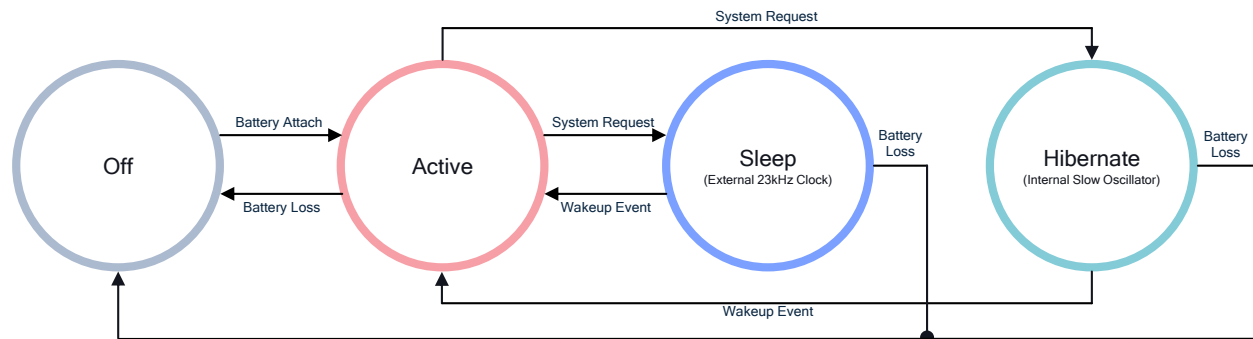 System Request
Battery Attach
System Request
Battery
Loss
Battery
Loss
Off
Active
Sleep
(External 23kHz Clock)
Hibernate
(Internal Slow Oscillator)
Battery Loss
Wakeup Event
Wakeup Event